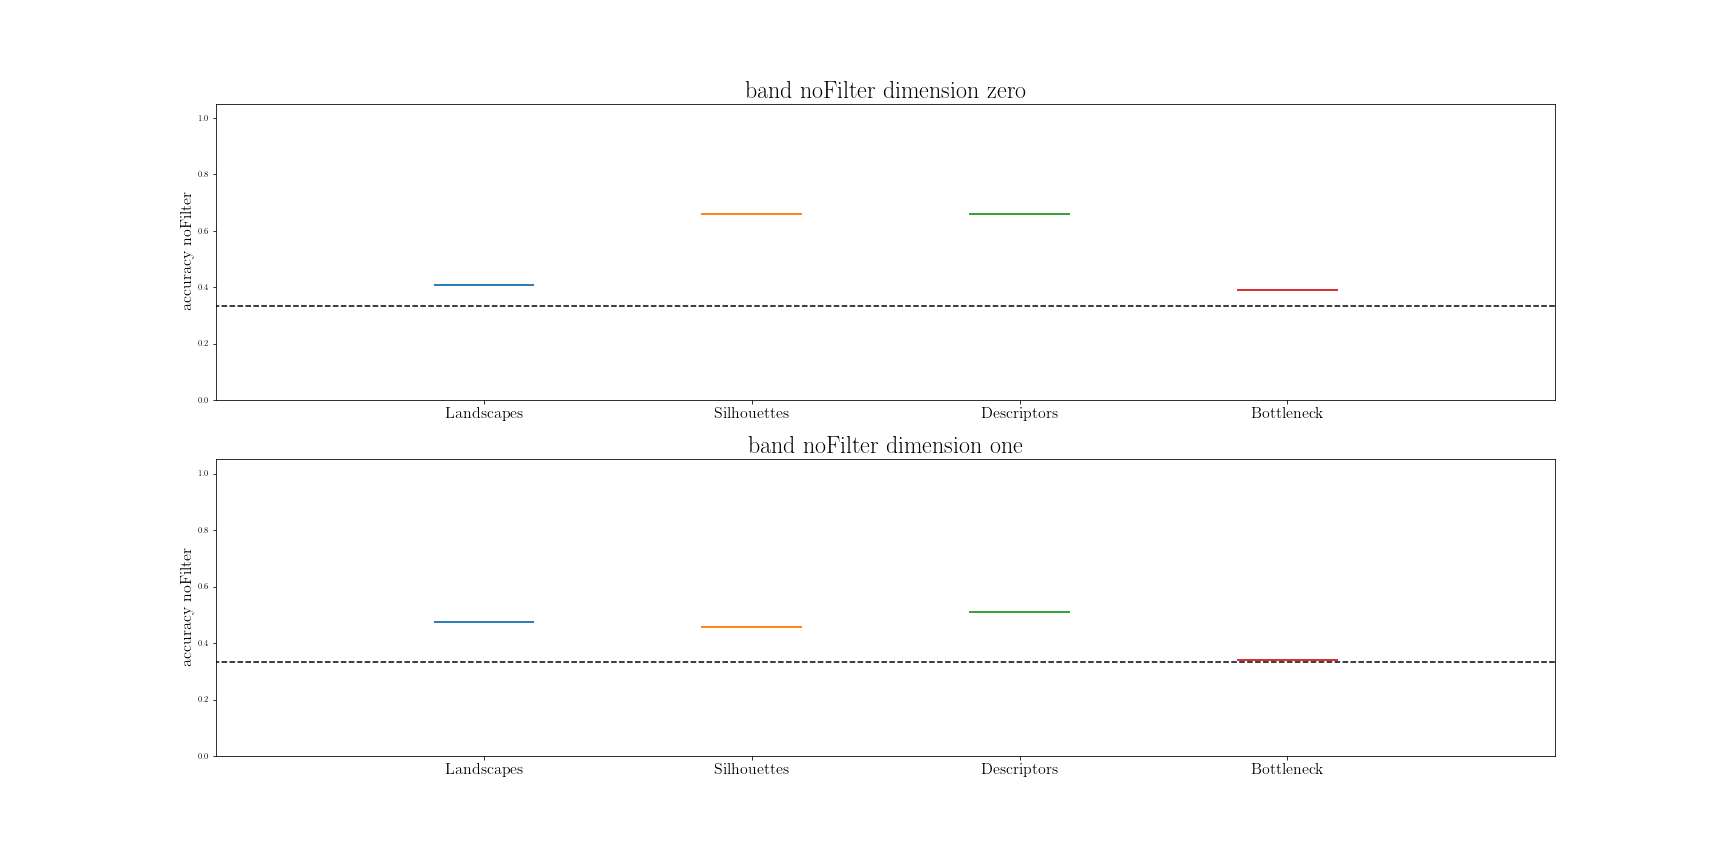 band noFilter dimension zero
accuracy noFilter
1.0
0.8
0.6
0.4
0.2
0.0
Landscapes Silhouettes Descriptors Bottleneck
band noFilter dimension one
accuracy noFilter
1.0
0.8
0.6
0.4
0.2
0.0
Landscapes Silhouettes Descriptors Bottleneck